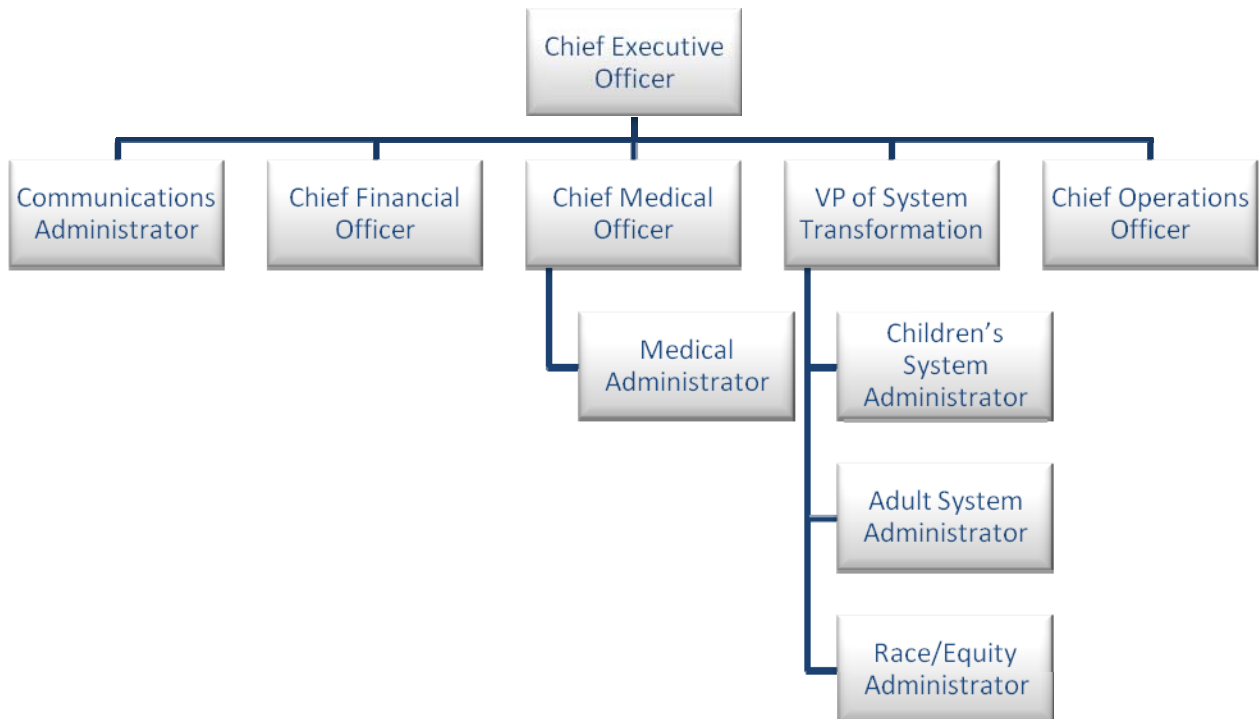 Chief Executive
Officer
Communications
Administrator
Chief Financial
Officer
Chief Medical
Officer
VP of System
Transformation
Chief Operations
Officer
Medical
Administrator
Children’s
System
Administrator
Adult System
Administrator
Race/Equity
Administrator